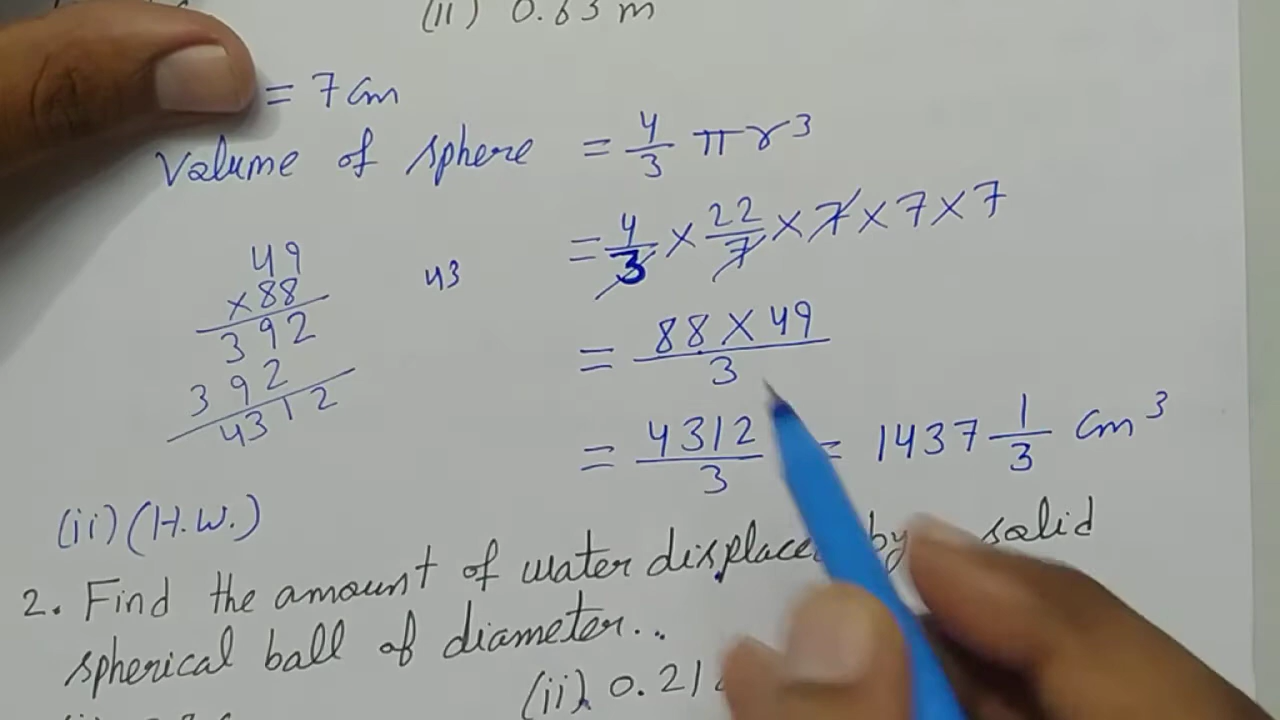 (ii) 0.63 m
= 7 cm
Volume of sphere = 4/3 πr³
= 4/3 × 22/7 × 7 × 7 × 7
49
×88
392
392
4312
43
= 88 × 49 / 3
= 4312/3 = 1437 1/3 cm³
(ii) (H.W.)
2. Find the amount of water displaced by solid
spherical ball of diameter...
(ii) 0.21